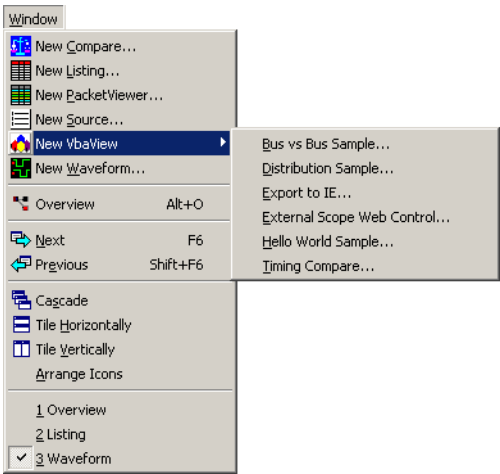 Window
New Compare...
New Listing...
New PacketViewer...
New Source...
New VbaView
New Waveform...
Overview Alt+O
Next F6
Previous Shift+F6
Cascade
Tile Horizontally
Tile Vertically
Arrange Icons
1 Overview
2 Listing
3 Waveform
Bus vs Bus Sample...
Distribution Sample...
Export to IE...
External Scope Web Control...
Hello World Sample...
Timing Compare...